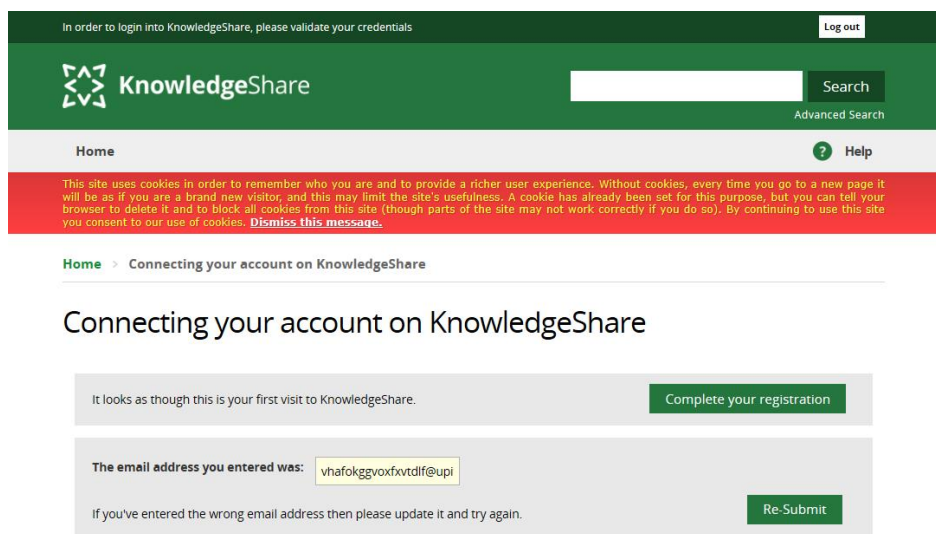 In order to login into KnowledgeShare, please validate your credentials
Log out
KnowledgeShare
Search
Advanced Search
Home
? Help
This site uses cookies in order to remember who you are and to provide a richer user experience. Without cookies, every time you go to a new page it
will be as if you are a brand new visitor, and this may limit the site's usefulness. A cookie has already been set for this purpose, but you can tell your
browser to delete it and to block all cookies from this site (though parts of the site may not work correctly if you do so). By continuing to use this site
you consent to our use of cookies. Dismiss this message.
Home > Connecting your account on KnowledgeShare
Connecting your account on KnowledgeShare
It looks as though this is your first visit to KnowledgeShare.
Complete your registration
The email address you entered was: vhafokggvoxfxvtdlf@upi
If you've entered the wrong email address then please update it and try again.
Re-Submit